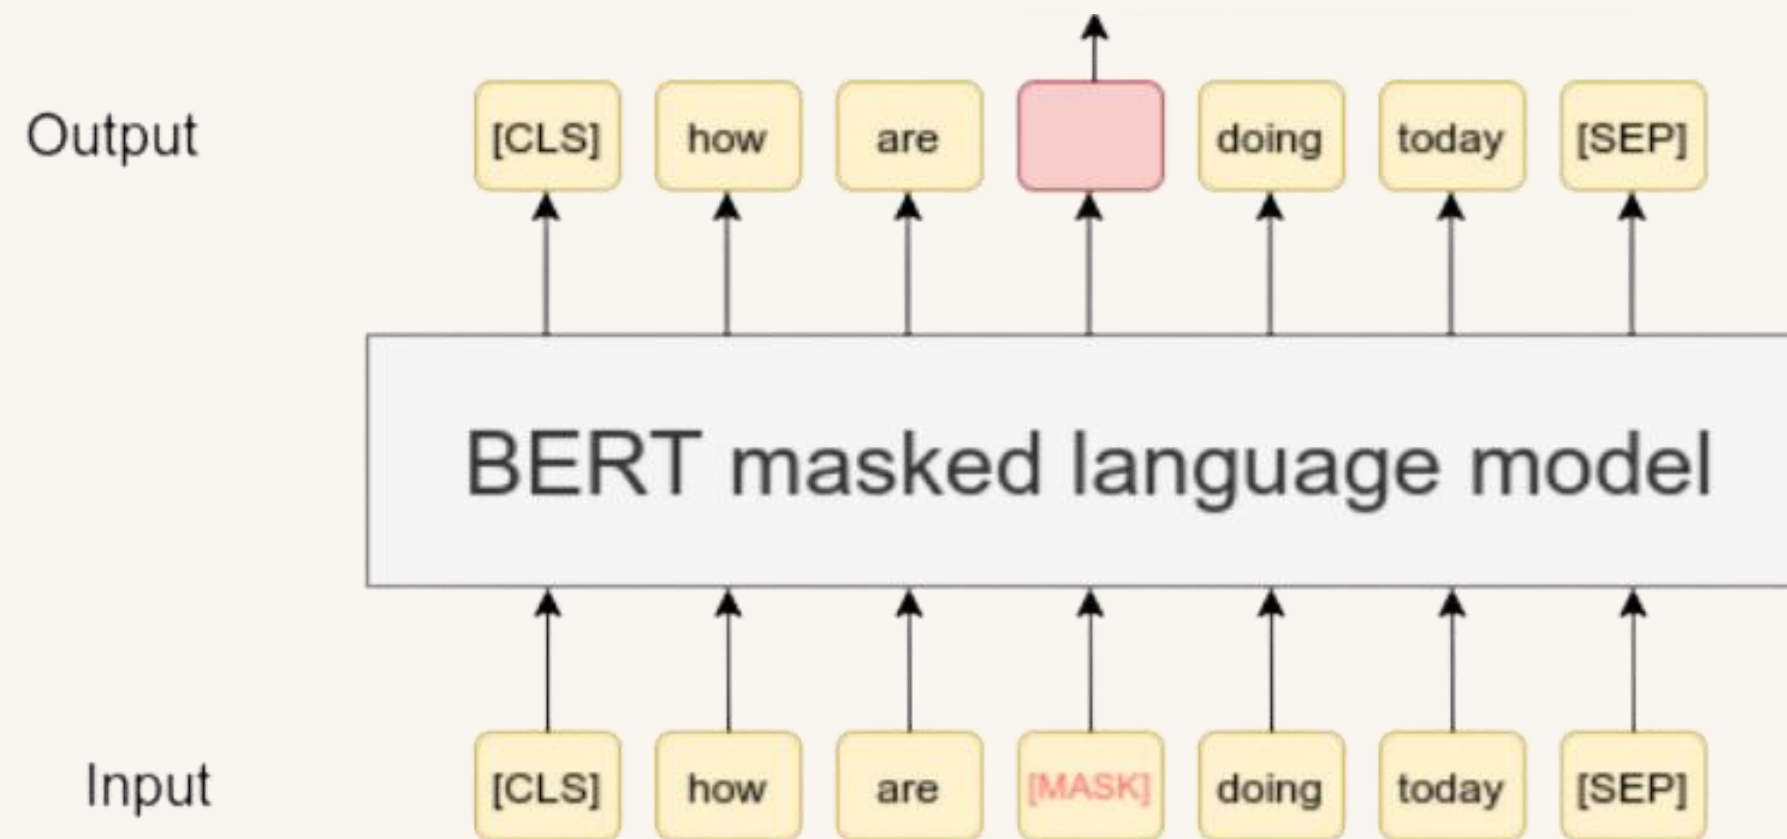 Output [CLS] how are doing today [SEP]
BERT masked language model
Input [CLS] how are [MASK] doing today [SEP]